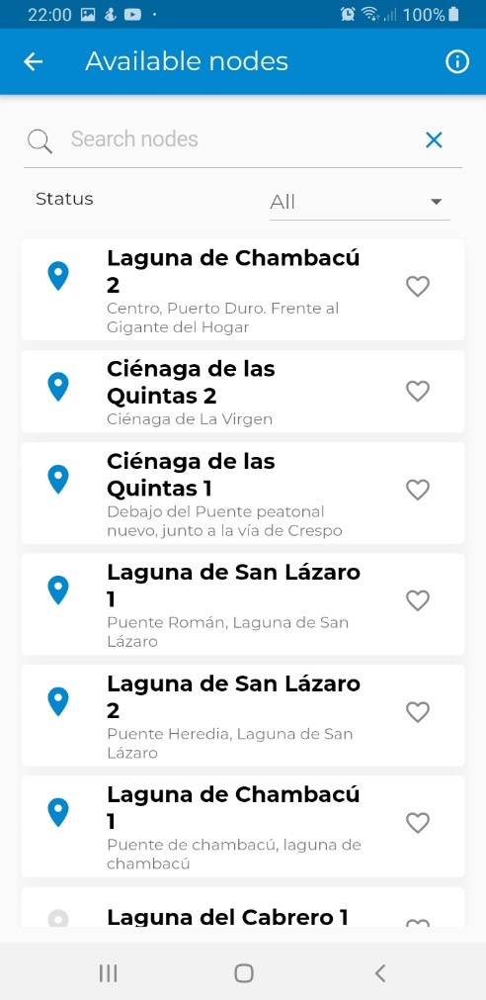 22:00
100%
Available nodes
Search nodes
Status
All
Laguna de Chambacú
2
Centro, Puerto Duro. Frente al
Gigante del Hogar
Ciénaga de las
Quintas 2
Ciénaga de La Virgen
Ciénaga de las
Quintas 1
Debajo del Puente peatonal
nuevo, junto a la vía de Crespo
Laguna de San Lázaro
1
Puente Román, Laguna de San
Lázaro
Laguna de San Lázaro
2
Puente Heredia, Laguna de San
Lázaro
Laguna de Chambacú
1
Puente de chambacú, laguna de
chambacú
Laguna del Cabrero 1